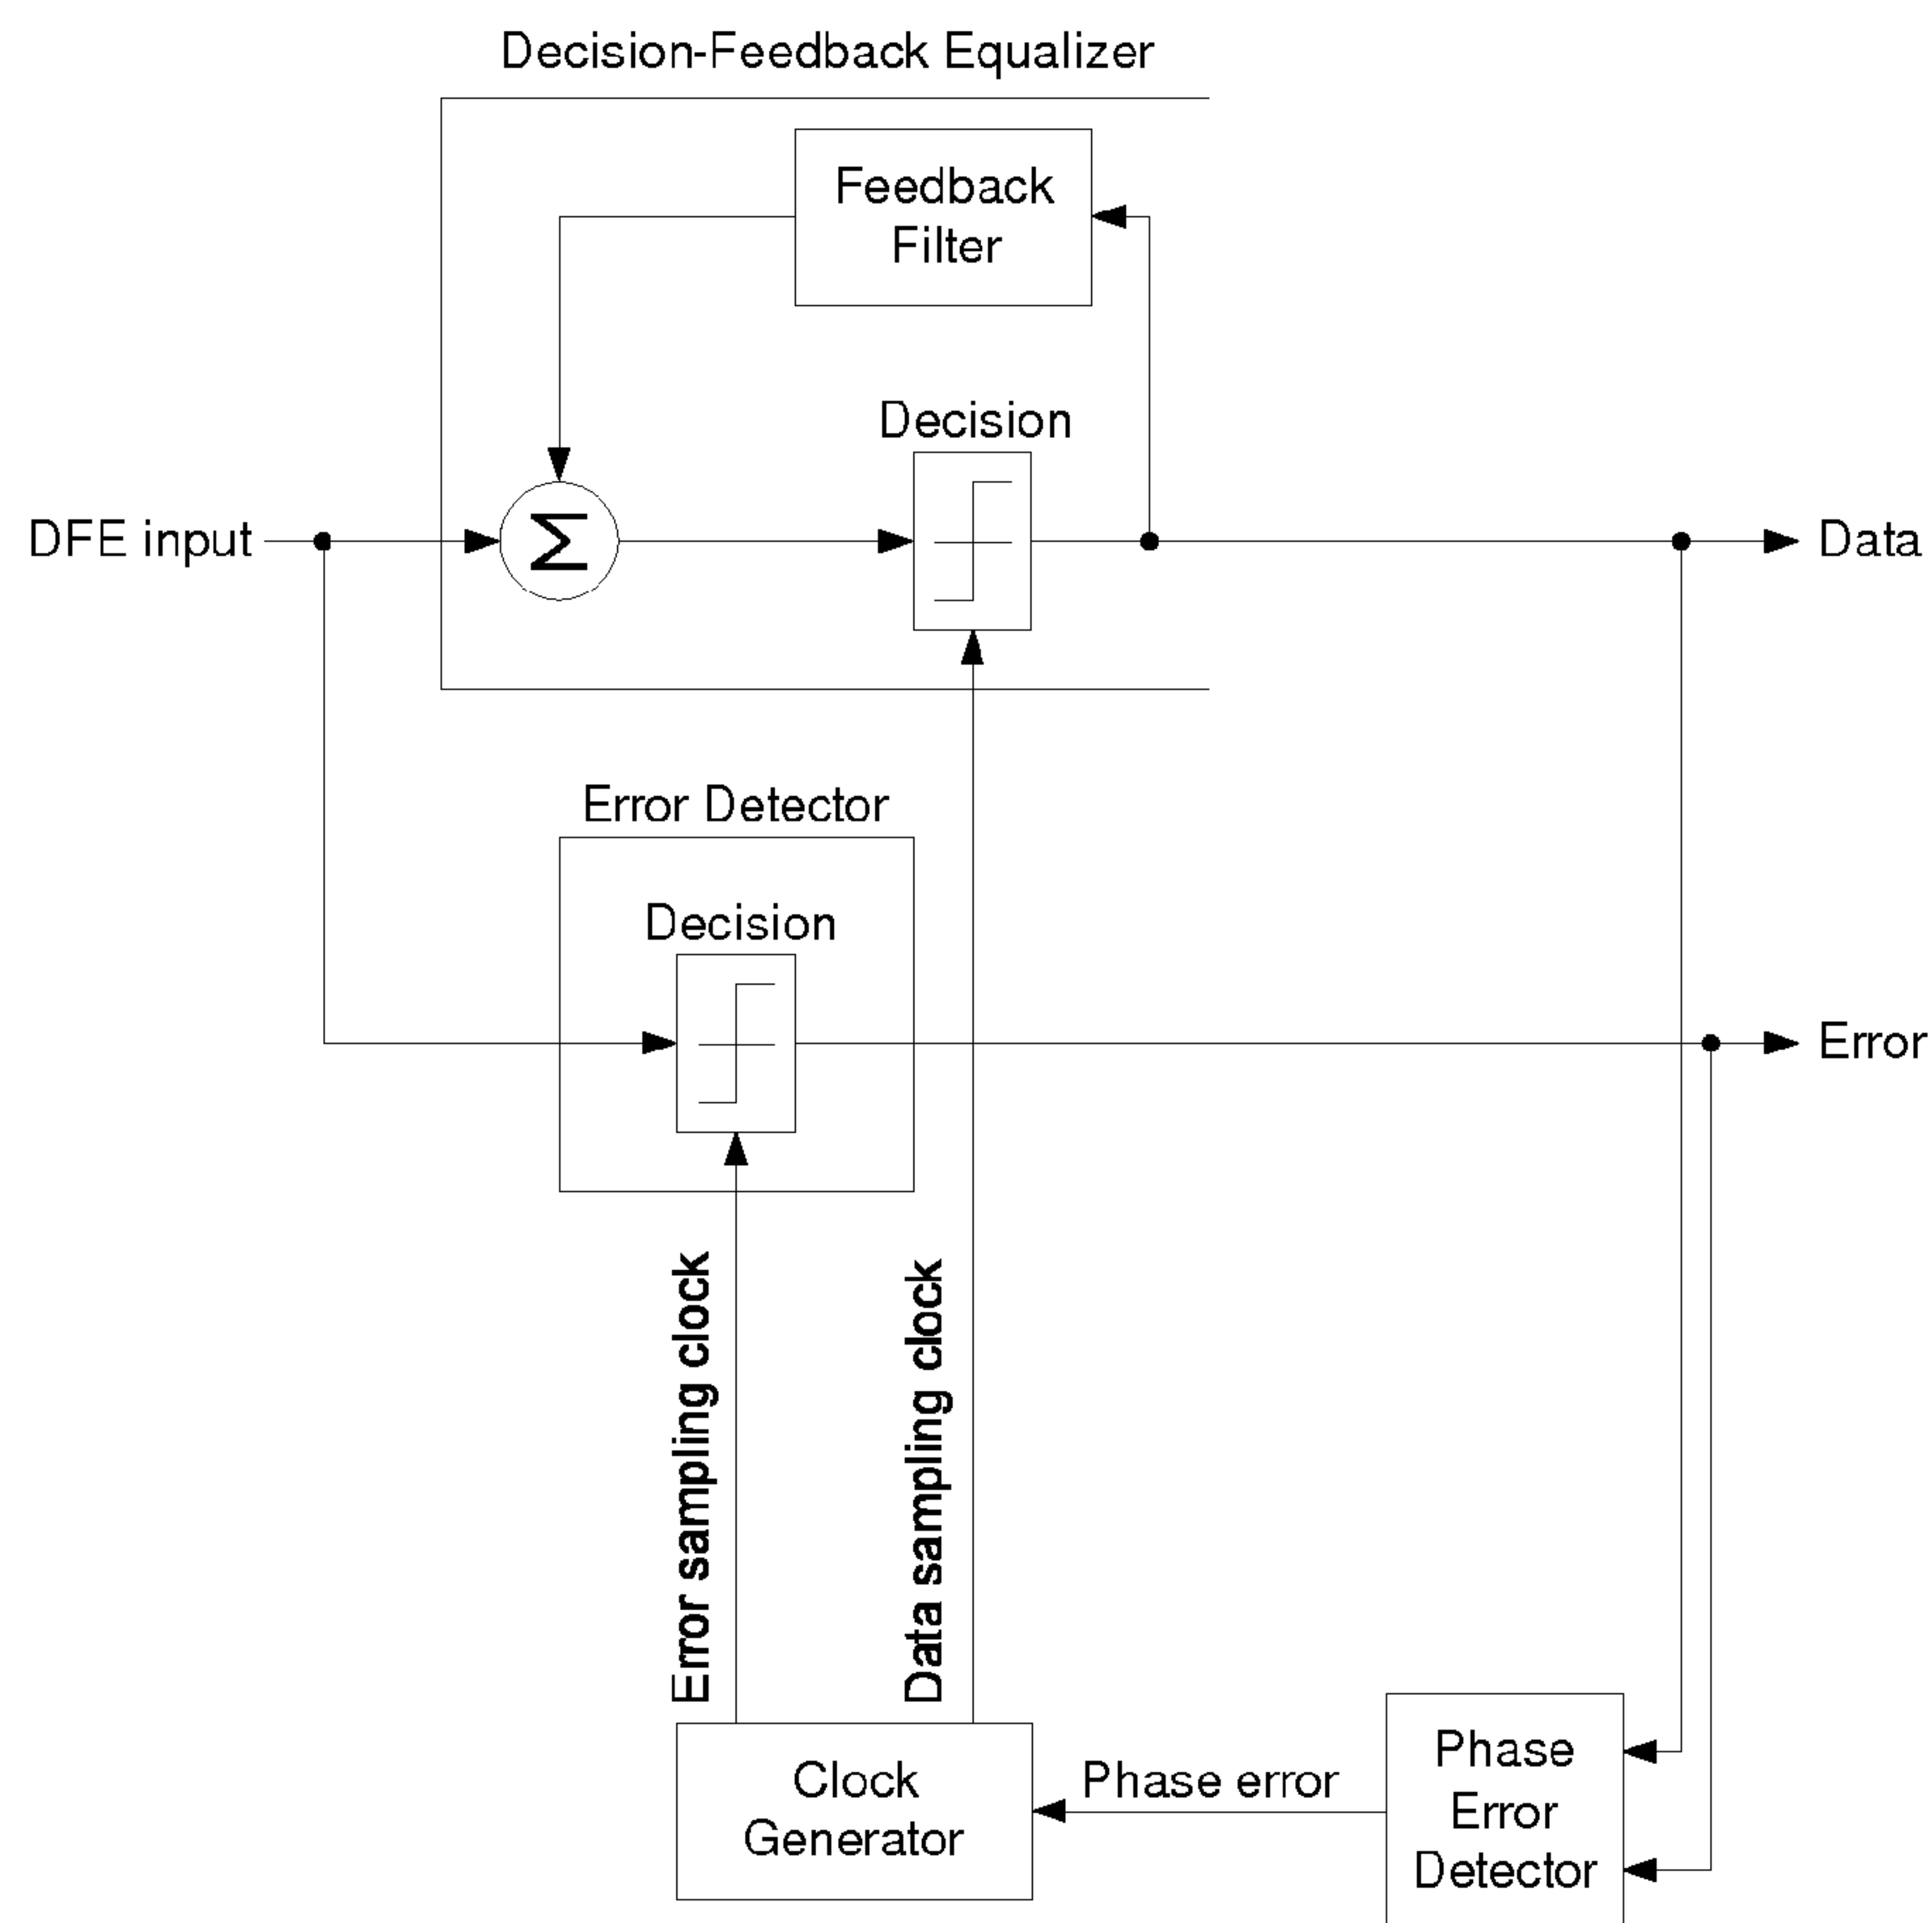 Decision-Feedback Equalizer
Feedback
Filter
Decision
DFE input
Σ
Data
Error Detector
Decision
Error
Error sampling clock
Data sampling clock
Clock
Generator
Phase error
Phase
Error
Detector